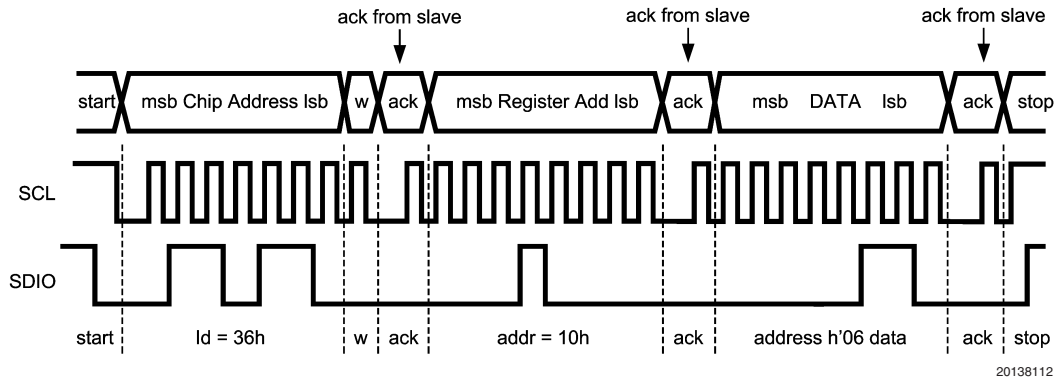 ack from slave ack from slave ack from slave
start msb Chip Address lsb w ack msb Register Add lsb ack msb DATA lsb ack stop
SCL
SDIO
start Id = 36h w ack addr = 10h ack address h'06 data ack stop
20138112